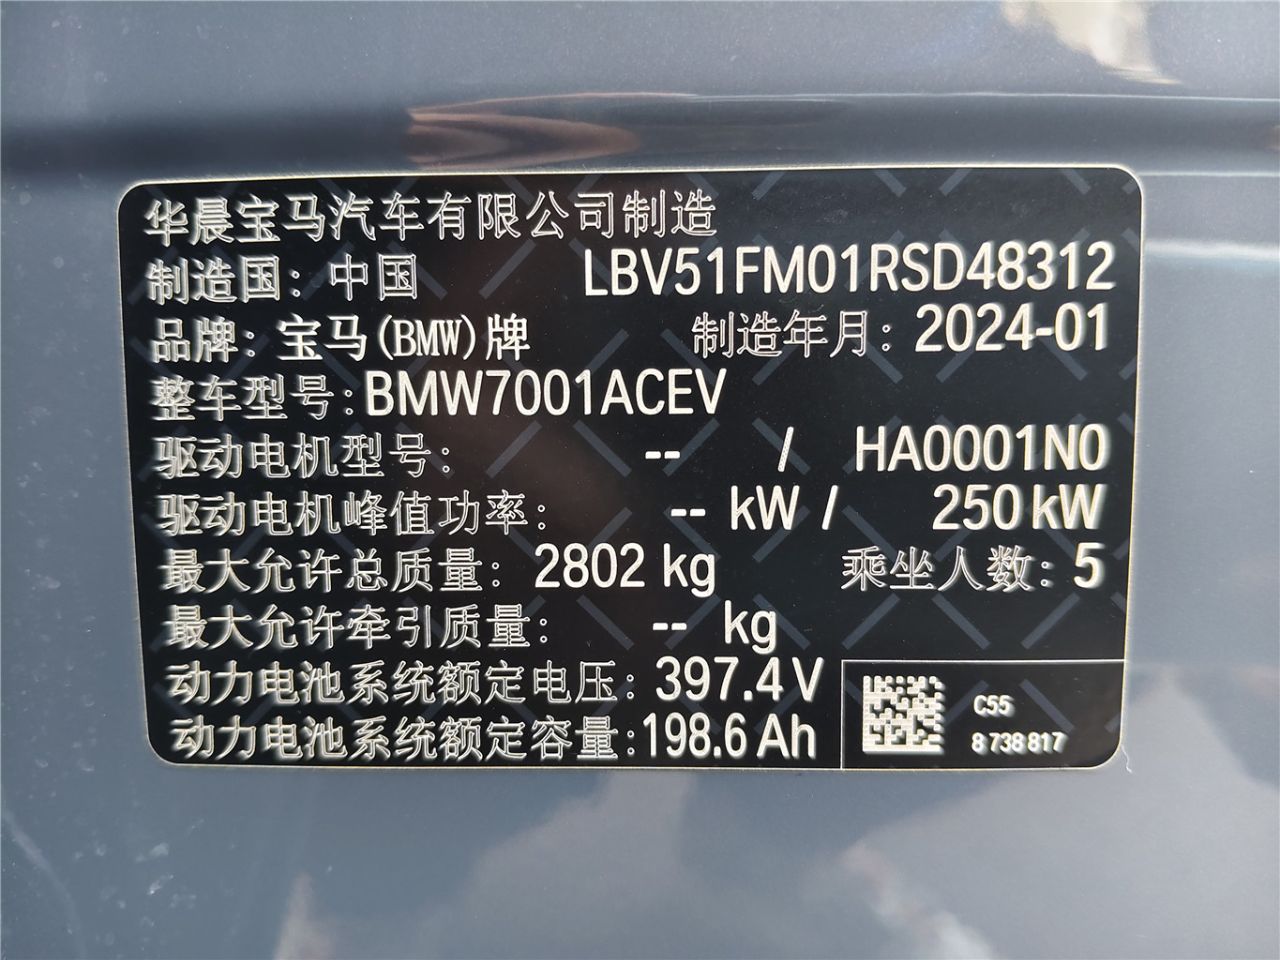 华晨宝马汽车有限公司制造
制造国：中国 LBV51FM01RSD48312
品牌：宝马(BMW)牌 制造年月：2024-01
整车型号：BMW7001ACEV
驱动电机型号： -- / HA0001N0
驱动电机峰值功率： -- kW / 250 kW
最大允许总质量：2802 kg 乘坐人数：5
最大允许牵引质量： -- kg
动力电池系统额定电压：397.4 V
动力电池系统额定容量：198.6 Ah
C55
8 738 817